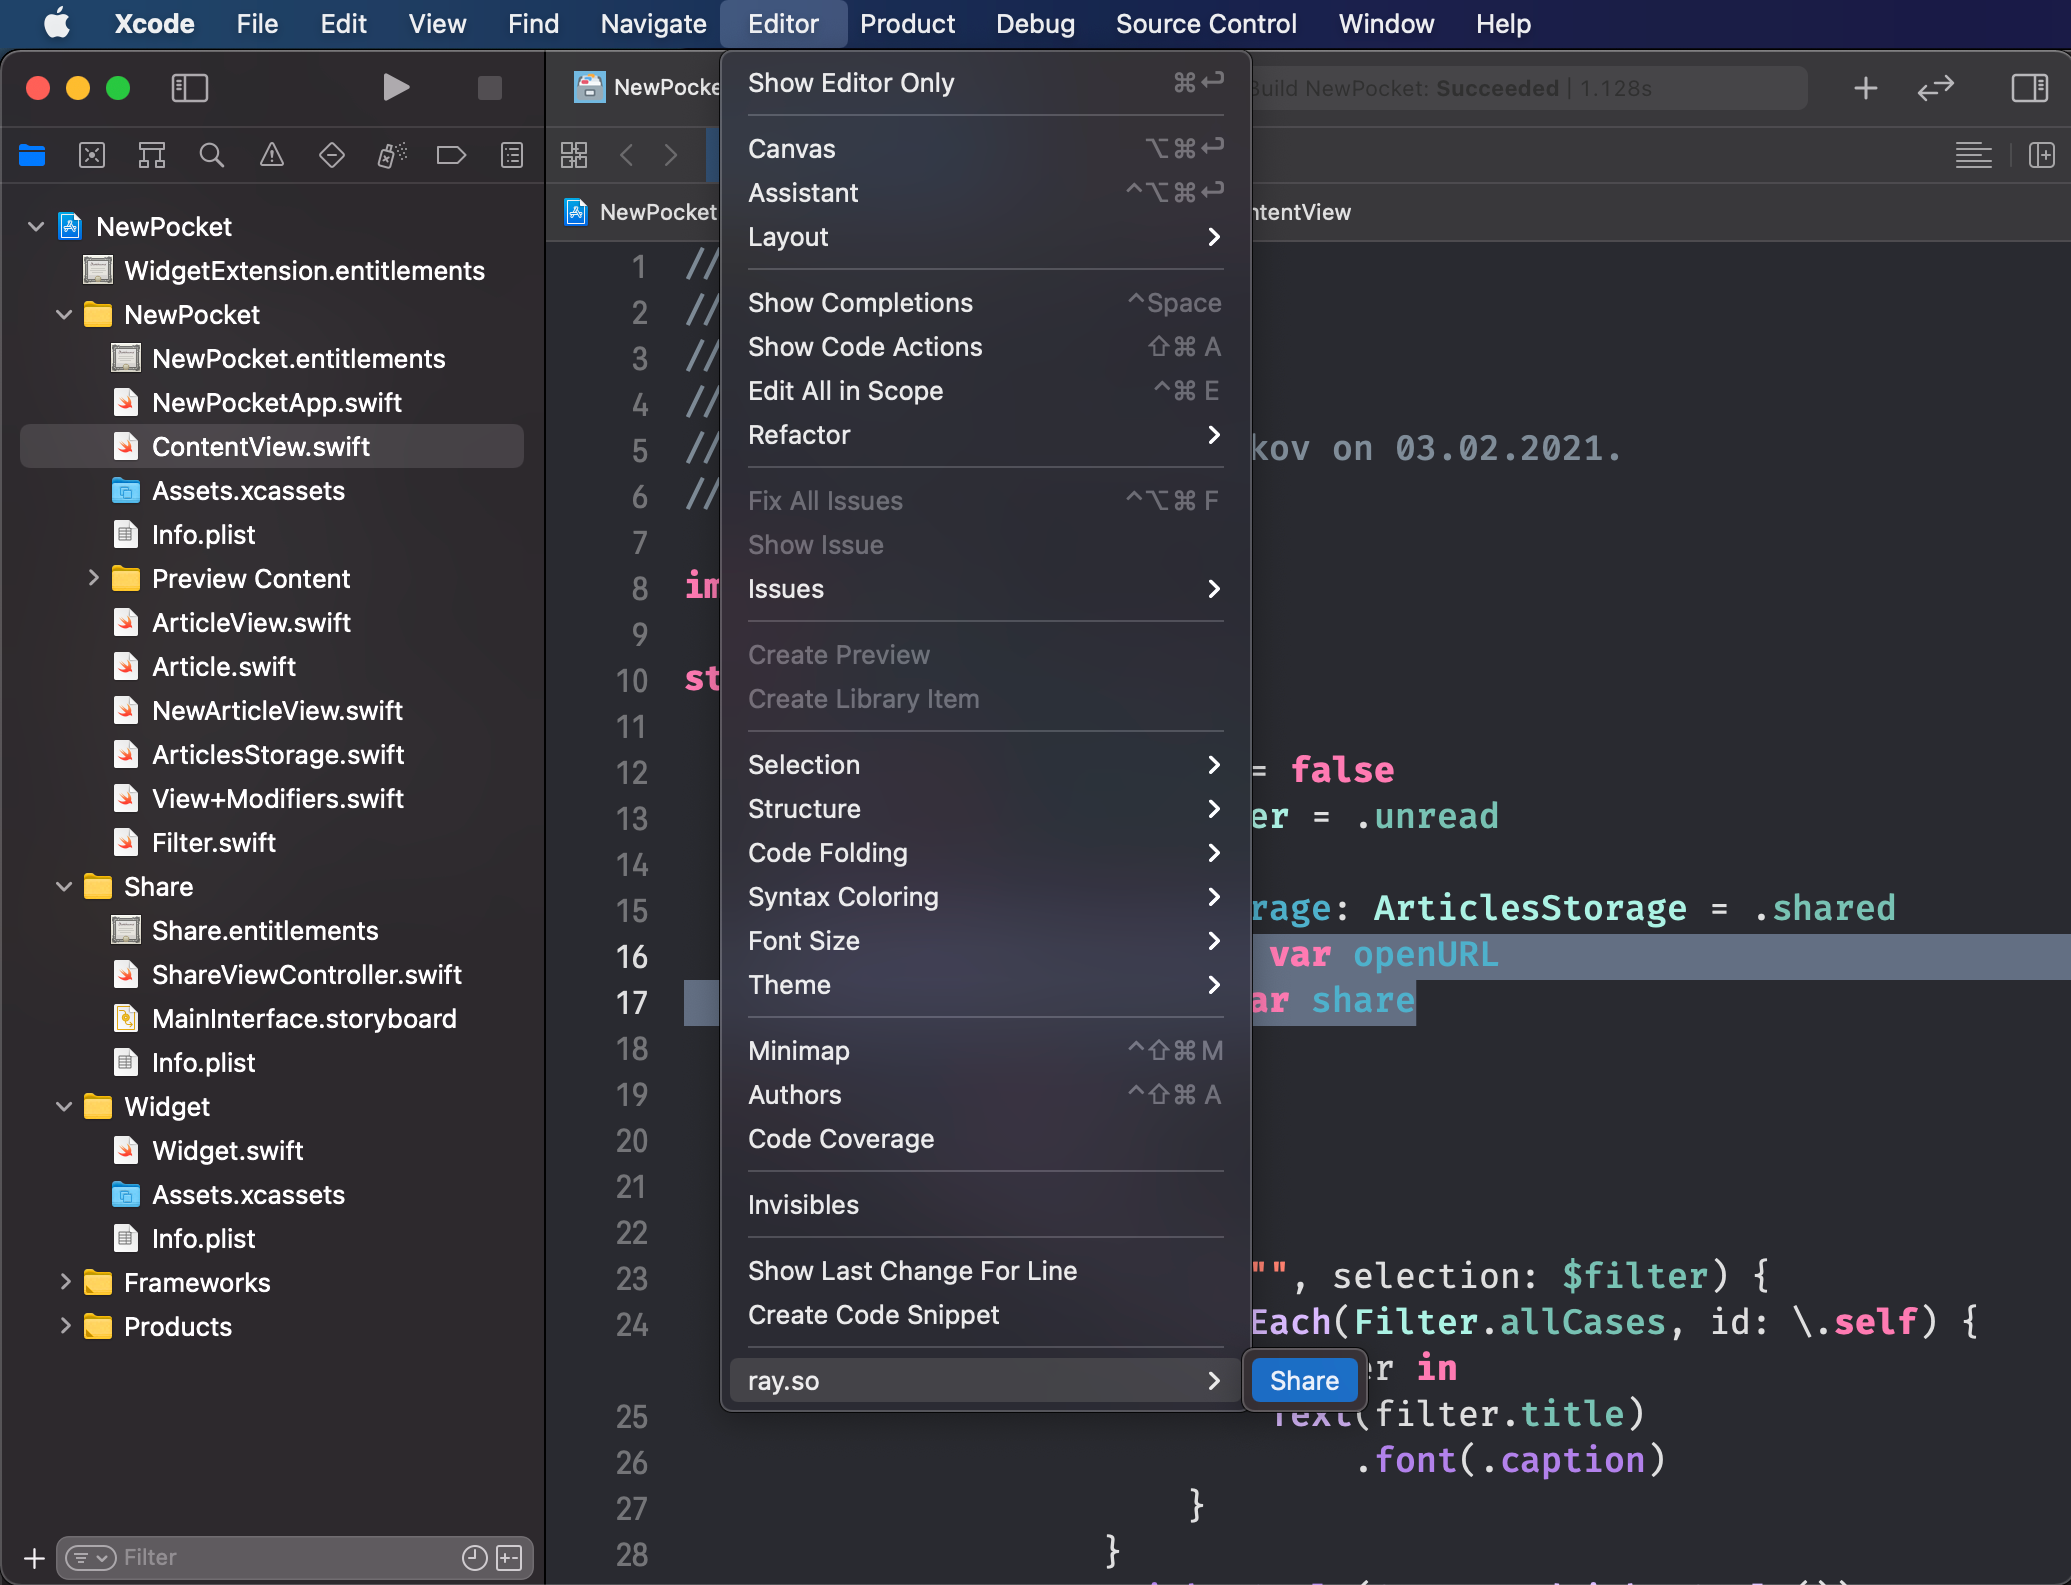 Xcode File Edit View Find Navigate Editor Product Debug Source Control Window Help
NewPocke
Build NewPocket: Succeeded | 1.128s
NewPocket
ntentView
NewPocket
WidgetExtension.entitlements
NewPocket
NewPocket.entitlements
NewPocketApp.swift
ContentView.swift
Assets.xcassets
Info.plist
Preview Content
ArticleView.swift
Article.swift
NewArticleView.swift
ArticlesStorage.swift
View+Modifiers.swift
Filter.swift
Share
Share.entitlements
ShareViewController.swift
MainInterface.storyboard
Info.plist
Widget
Widget.swift
Assets.xcassets
Info.plist
Frameworks
Products
Filter
Show Editor Only ⌘↩
Canvas ⌥⌘↩
Assistant ^⌥⌘↩
Layout
Show Completions ^Space
Show Code Actions ⇧⌘A
Edit All in Scope ^⌘E
Refactor
Fix All Issues ^⌥⌘F
Show Issue
Issues
Create Preview
Create Library Item
Selection
Structure
Code Folding
Syntax Coloring
Font Size
Theme
Minimap ^⇧⌘M
Authors ^⇧⌘A
Code Coverage
Invisibles
Show Last Change For Line
Create Code Snippet
ray.so
Share
1 //
2 //
3 //
4 //
5 // kov on 03.02.2021.
6 //
7
8 im
9
10 st
11
12 = false
13 er = .unread
14
15 rage: ArticlesStorage = .shared
16 var openURL
17 ar share
18
19
20
21
22
23 "", selection: $filter) {
24 Each(Filter.allCases, id: \.self) {
er in
25 Text(filter.title)
26 .font(.caption)
27 }
28 }